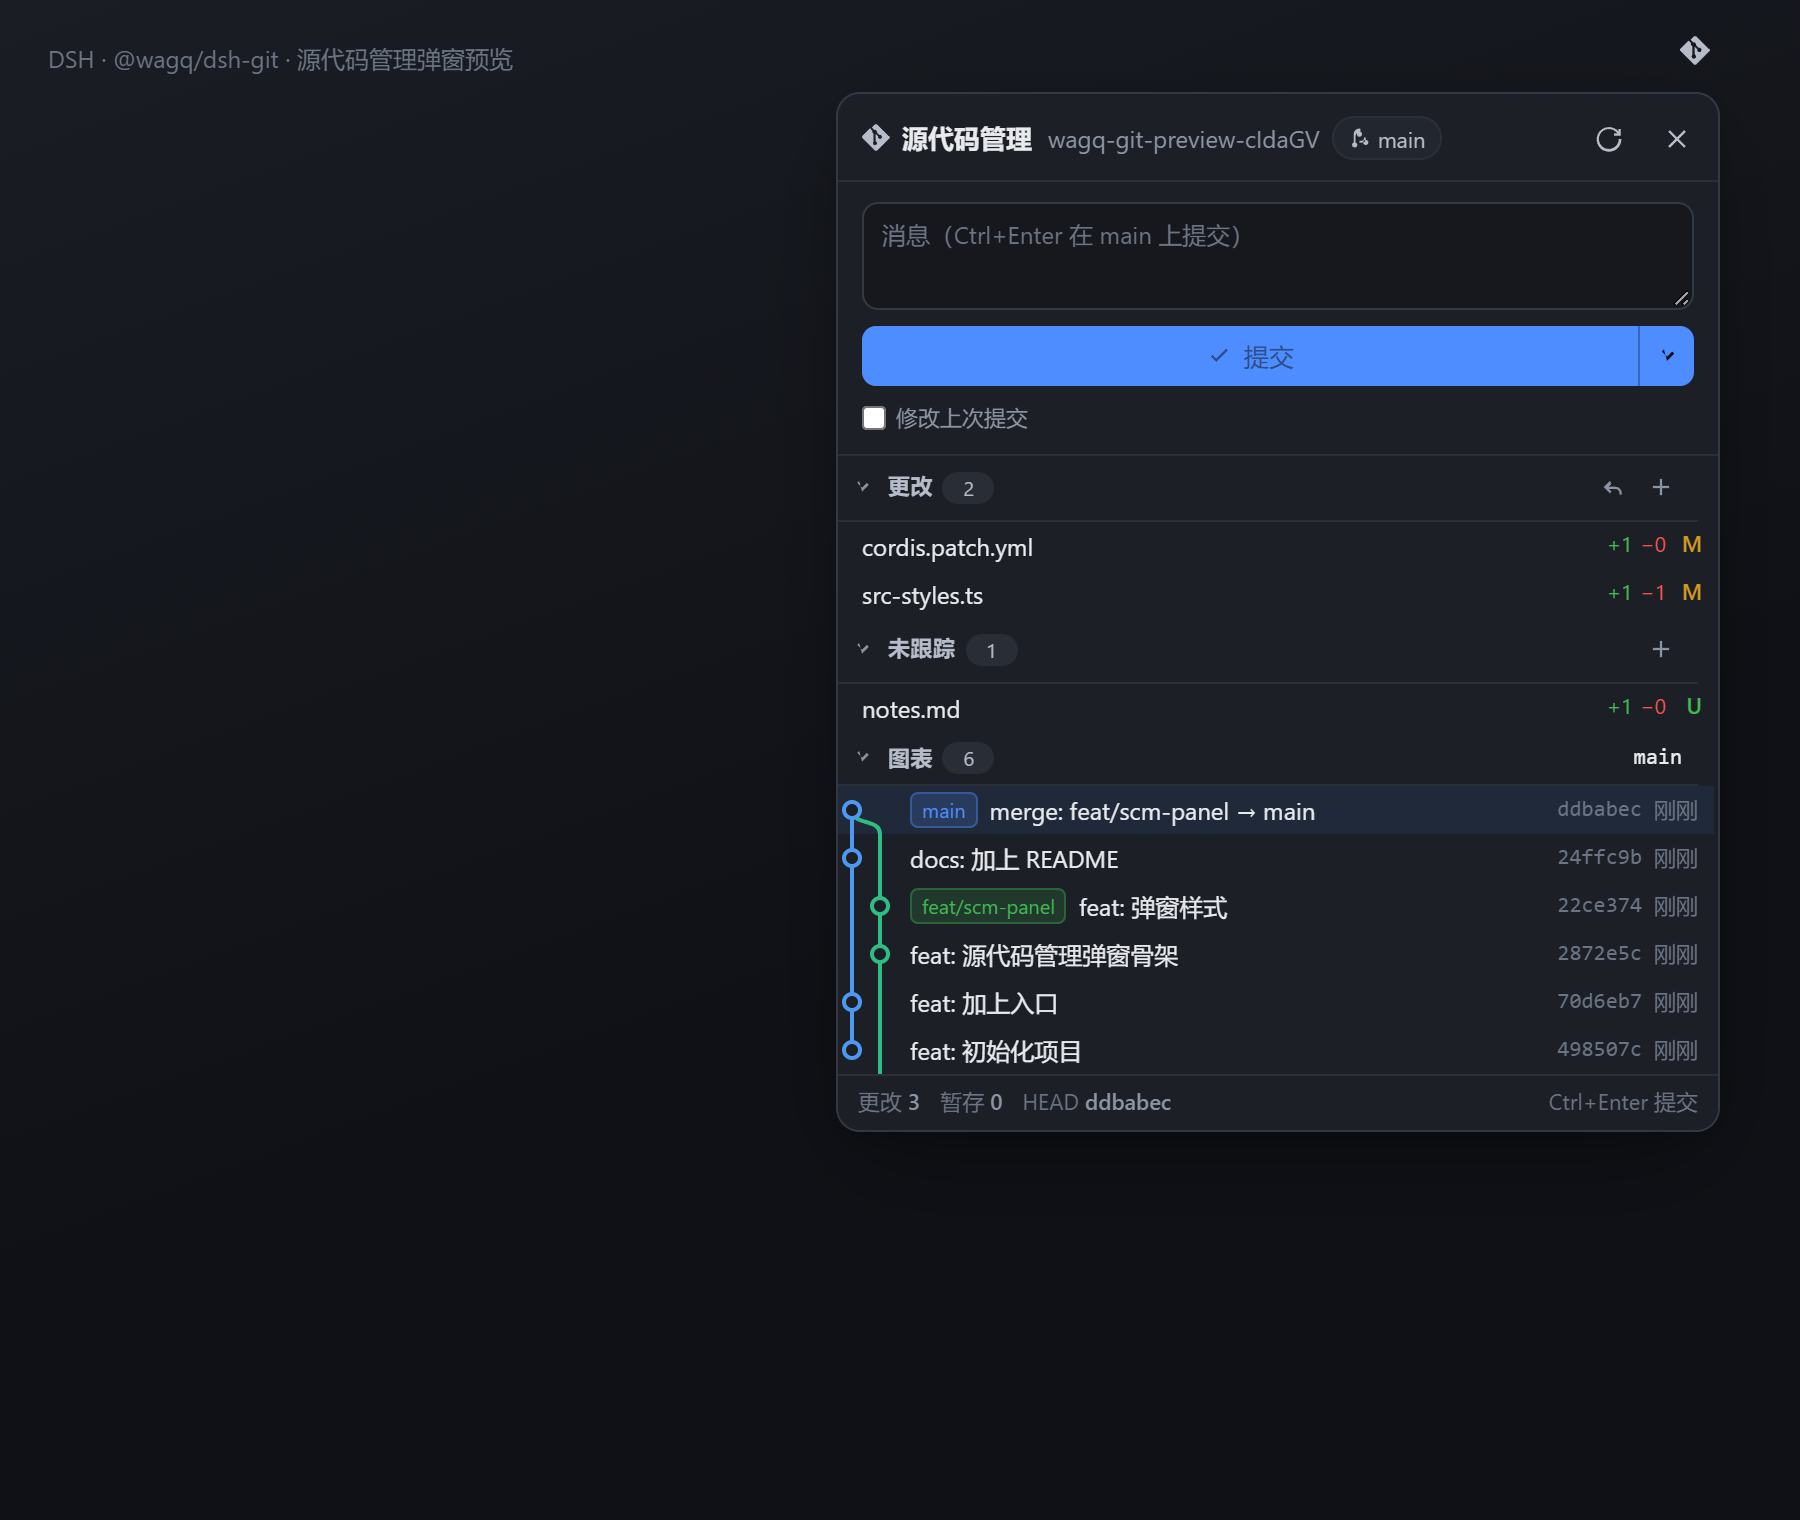 DSH · @wagq/dsh-git · 源代码管理弹窗预览
源代码管理 wagq-git-preview-cIdaGV main
消息（Ctrl+Enter 在 main 上提交）
提交
修改上次提交
更改 2
cordis.patch.yml +1 −0 M
src-styles.ts +1 −1 M
未跟踪 1
notes.md +1 −0 U
图表 6 main
main merge: feat/scm-panel → main ddbabec 刚刚
docs: 加上 README 24ffc9b 刚刚
feat/scm-panel feat: 弹窗样式 22ce374 刚刚
feat: 源代码管理弹窗骨架 2872e5c 刚刚
feat: 加上入口 70d6eb7 刚刚
feat: 初始化项目 498507c 刚刚
更改 3 暂存 0 HEAD ddbabec Ctrl+Enter 提交